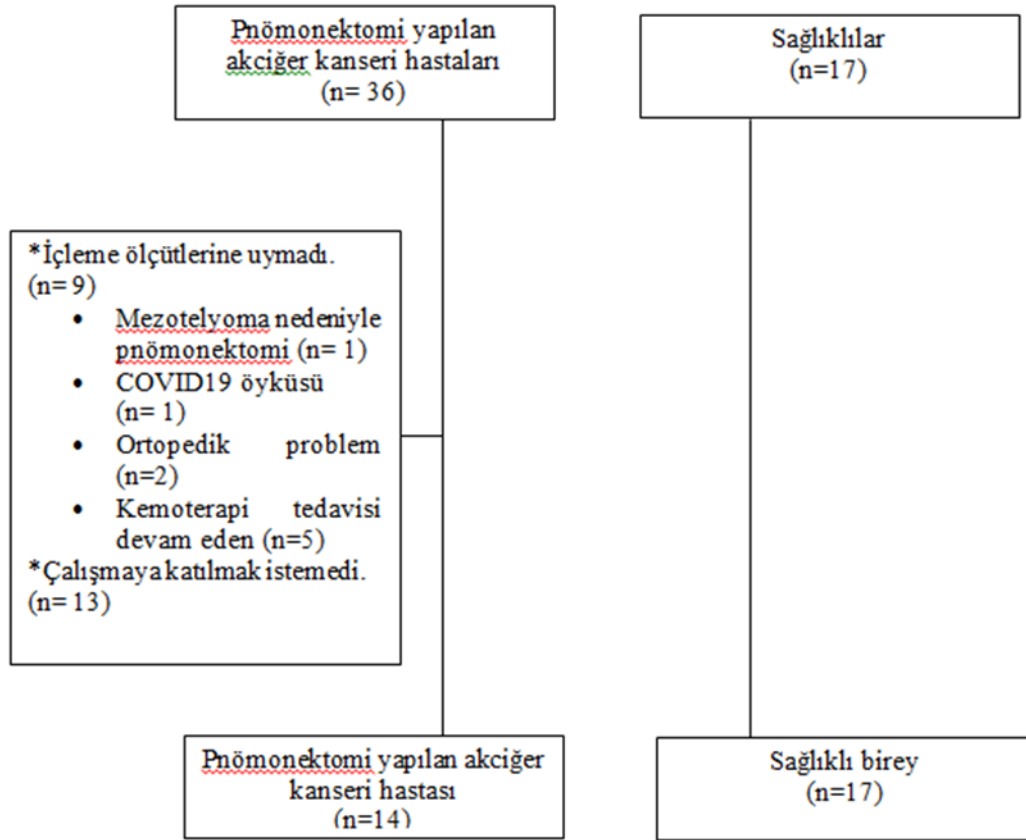 Pnömonektomi yapılan
akciğer kanseri hastaları
(n= 36)
Sağlıklılar
(n=17)
*İçleme ölçütlerine uymadı.
(n= 9)
• Mezotelyoma nedeniyle
pnömonektomi (n= 1)
• COVID19 öyküsü
(n= 1)
• Ortopedik problem
(n=2)
• Kemoterapi tedavisi
devam eden (n=5)
*Çalışmaya katılmak istemedi.
(n= 13)
Pnömonektomi yapılan akciğer
kanseri hastası
(n=14)
Sağlıklı birey
(n=17)